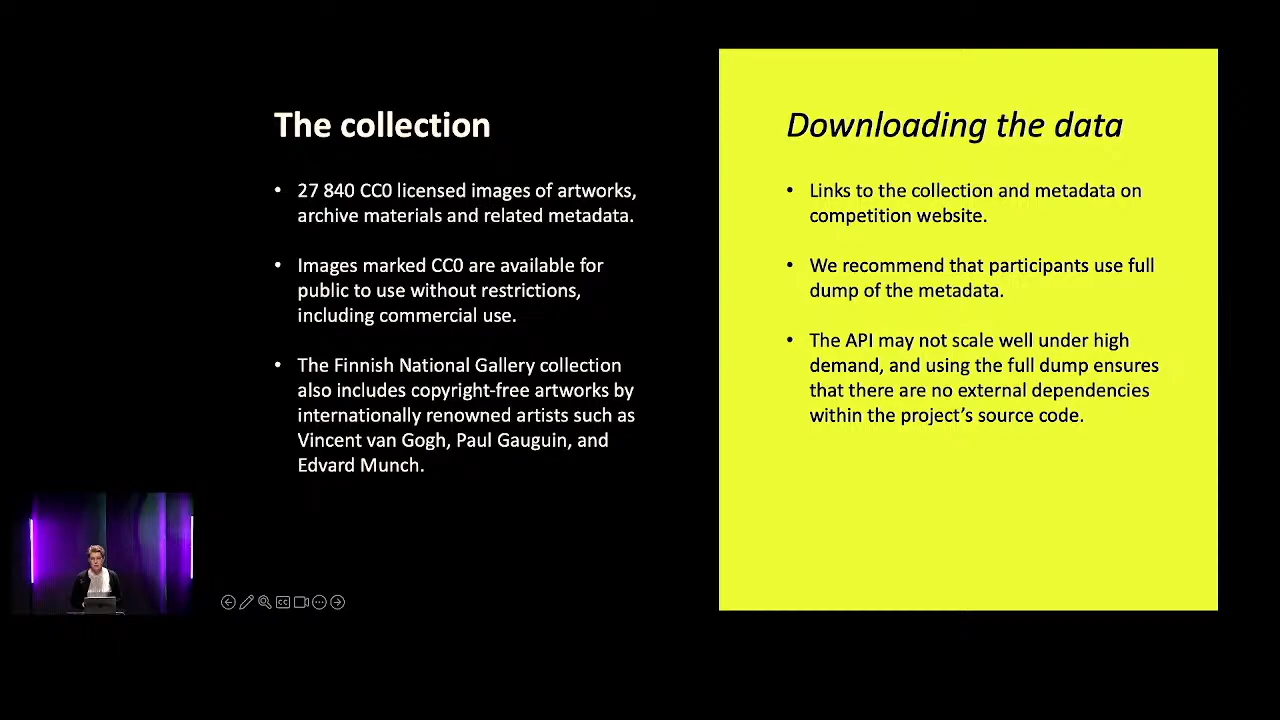 The collection
• 27 840 CC0 licensed images of artworks,
archive materials and related metadata.
• Images marked CC0 are available for
public to use without restrictions,
including commercial use.
• The Finnish National Gallery collection
also includes copyright-free artworks by
internationally renowned artists such as
Vincent van Gogh, Paul Gauguin, and
Edvard Munch.
Downloading the data
• Links to the collection and metadata on
competition website.
• We recommend that participants use full
dump of the metadata.
• The API may not scale well under high
demand, and using the full dump ensures
that there are no external dependencies
within the project’s source code.
CC